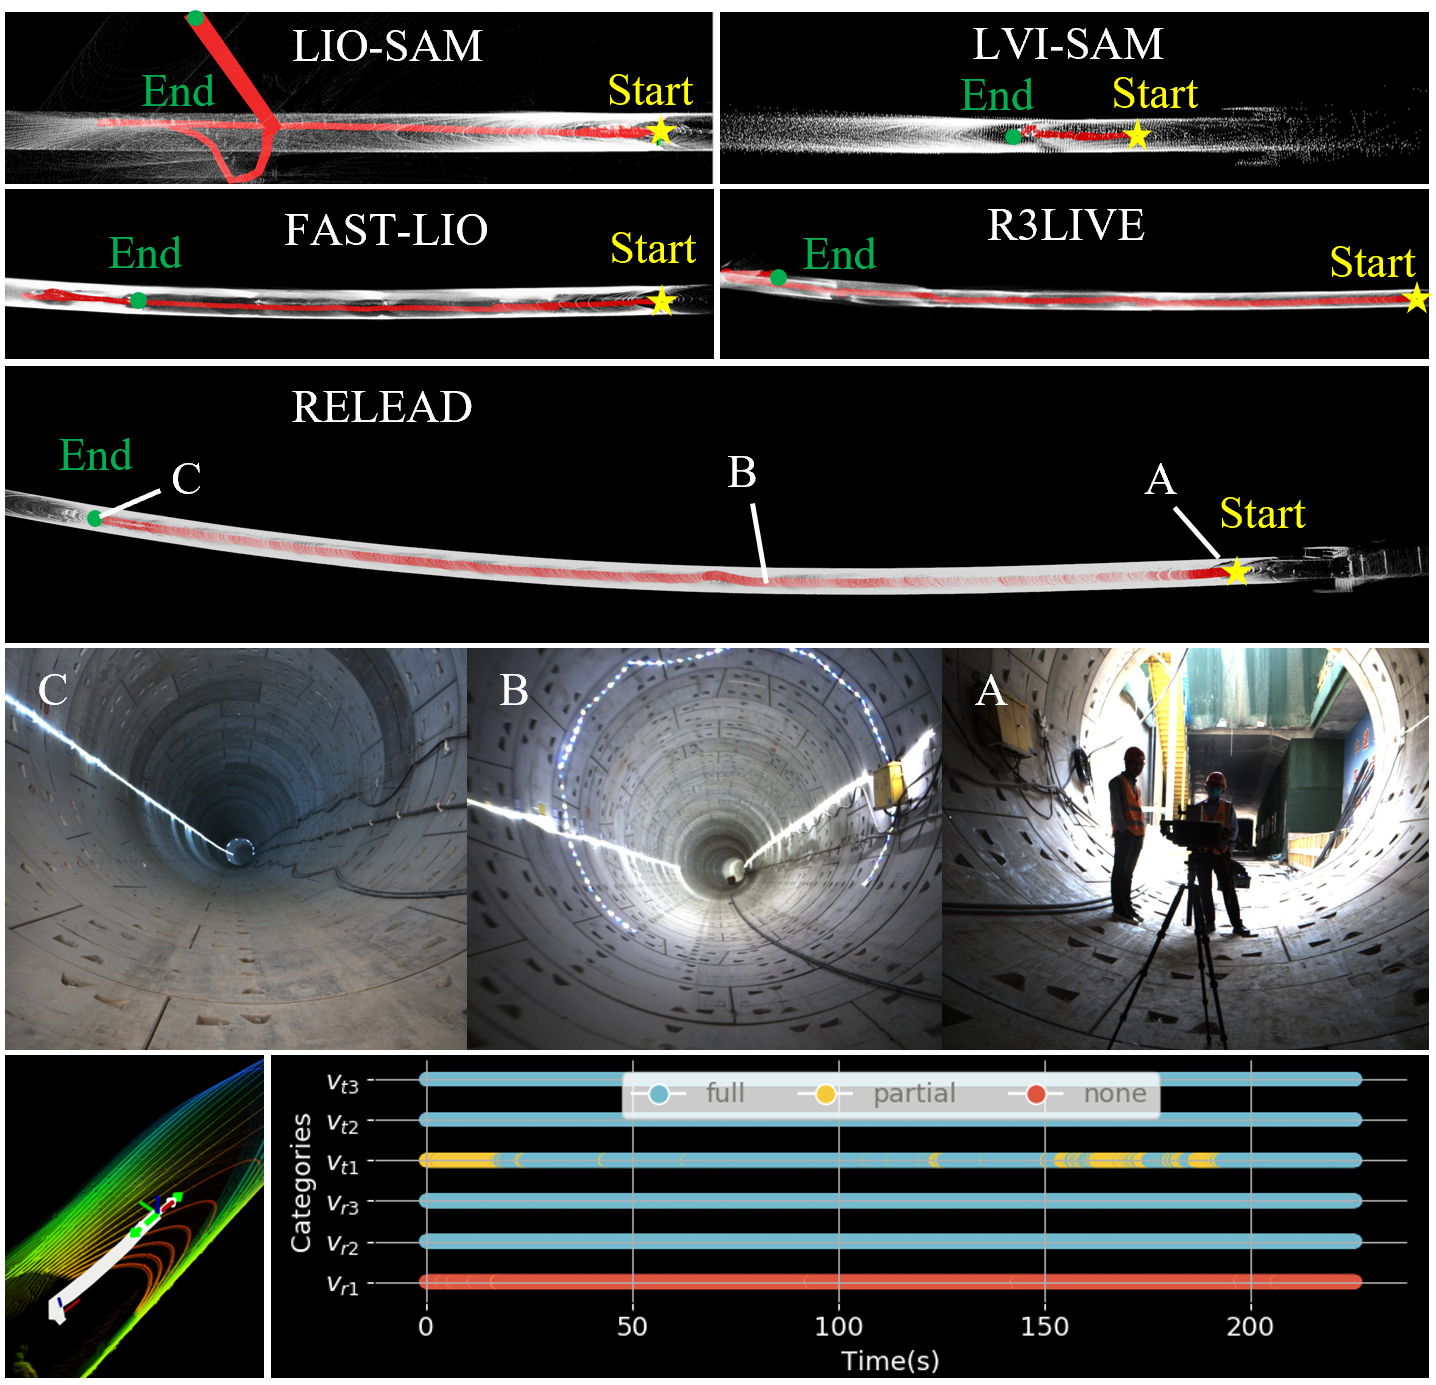 LIO-SAM
End
Start
LVI-SAM
End
Start
FAST-LIO
End
Start
R3LIVE
End
Start
RELEAD
End
C
B
A
Start
C
B
A
Categories
v_{t3}
v_{t2}
v_{t1}
v_{r3}
v_{r2}
v_{r1}
full
partial
none
0
50
100
150
200
Time(s)